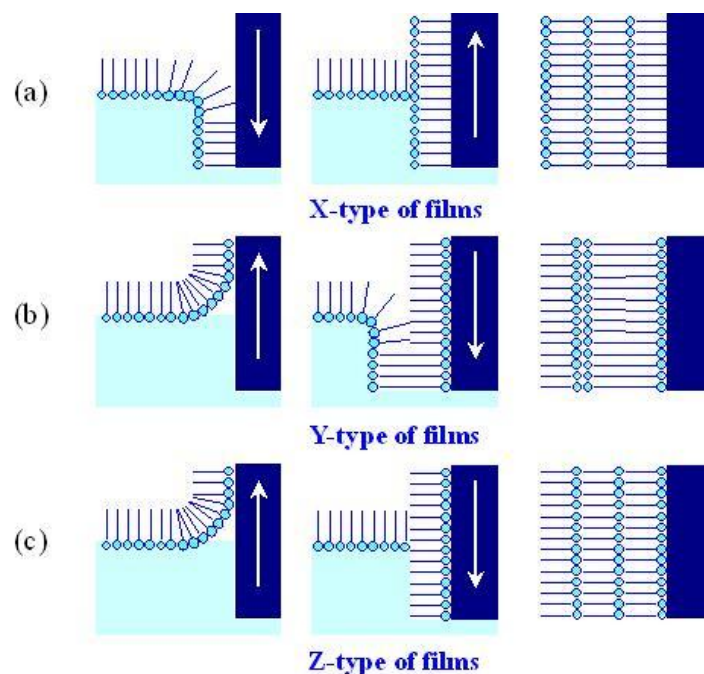 (a)
X-type of films
(b)
Y-type of films
(c)
Z-type of films